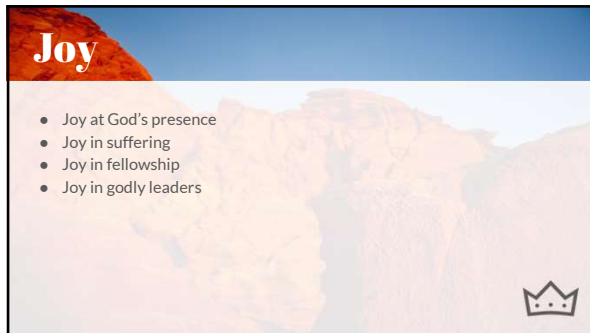 Joy
● Joy at God’s presence
● Joy in suffering
● Joy in fellowship
● Joy in godly leaders